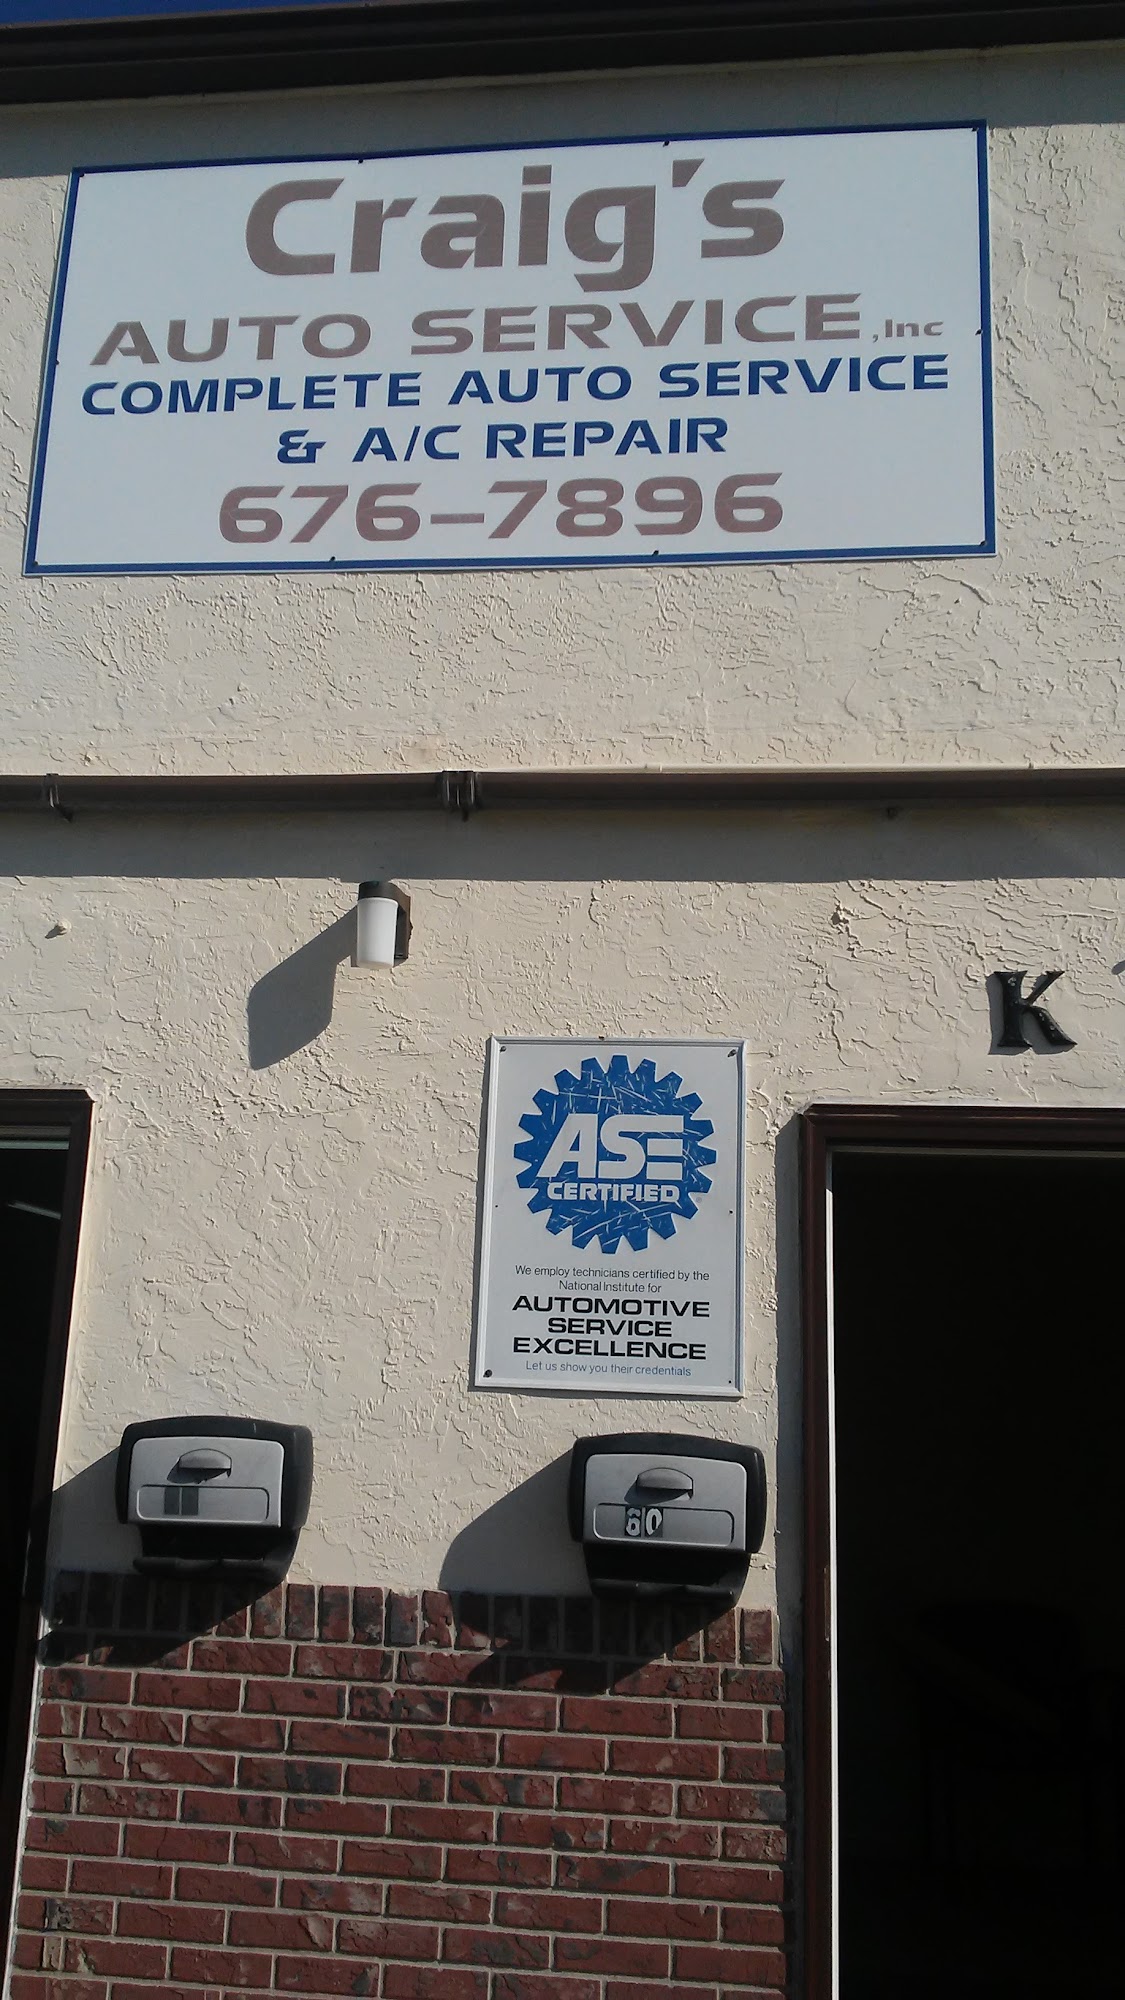 Craig's
AUTO SERVICE, Inc
COMPLETE AUTO SERVICE
& A/C REPAIR
676-7896
K
ASE
CERTIFIED
We employ technicians certified by the
National Institute for
AUTOMOTIVE
SERVICE
EXCELLENCE
Let us show you their credentials